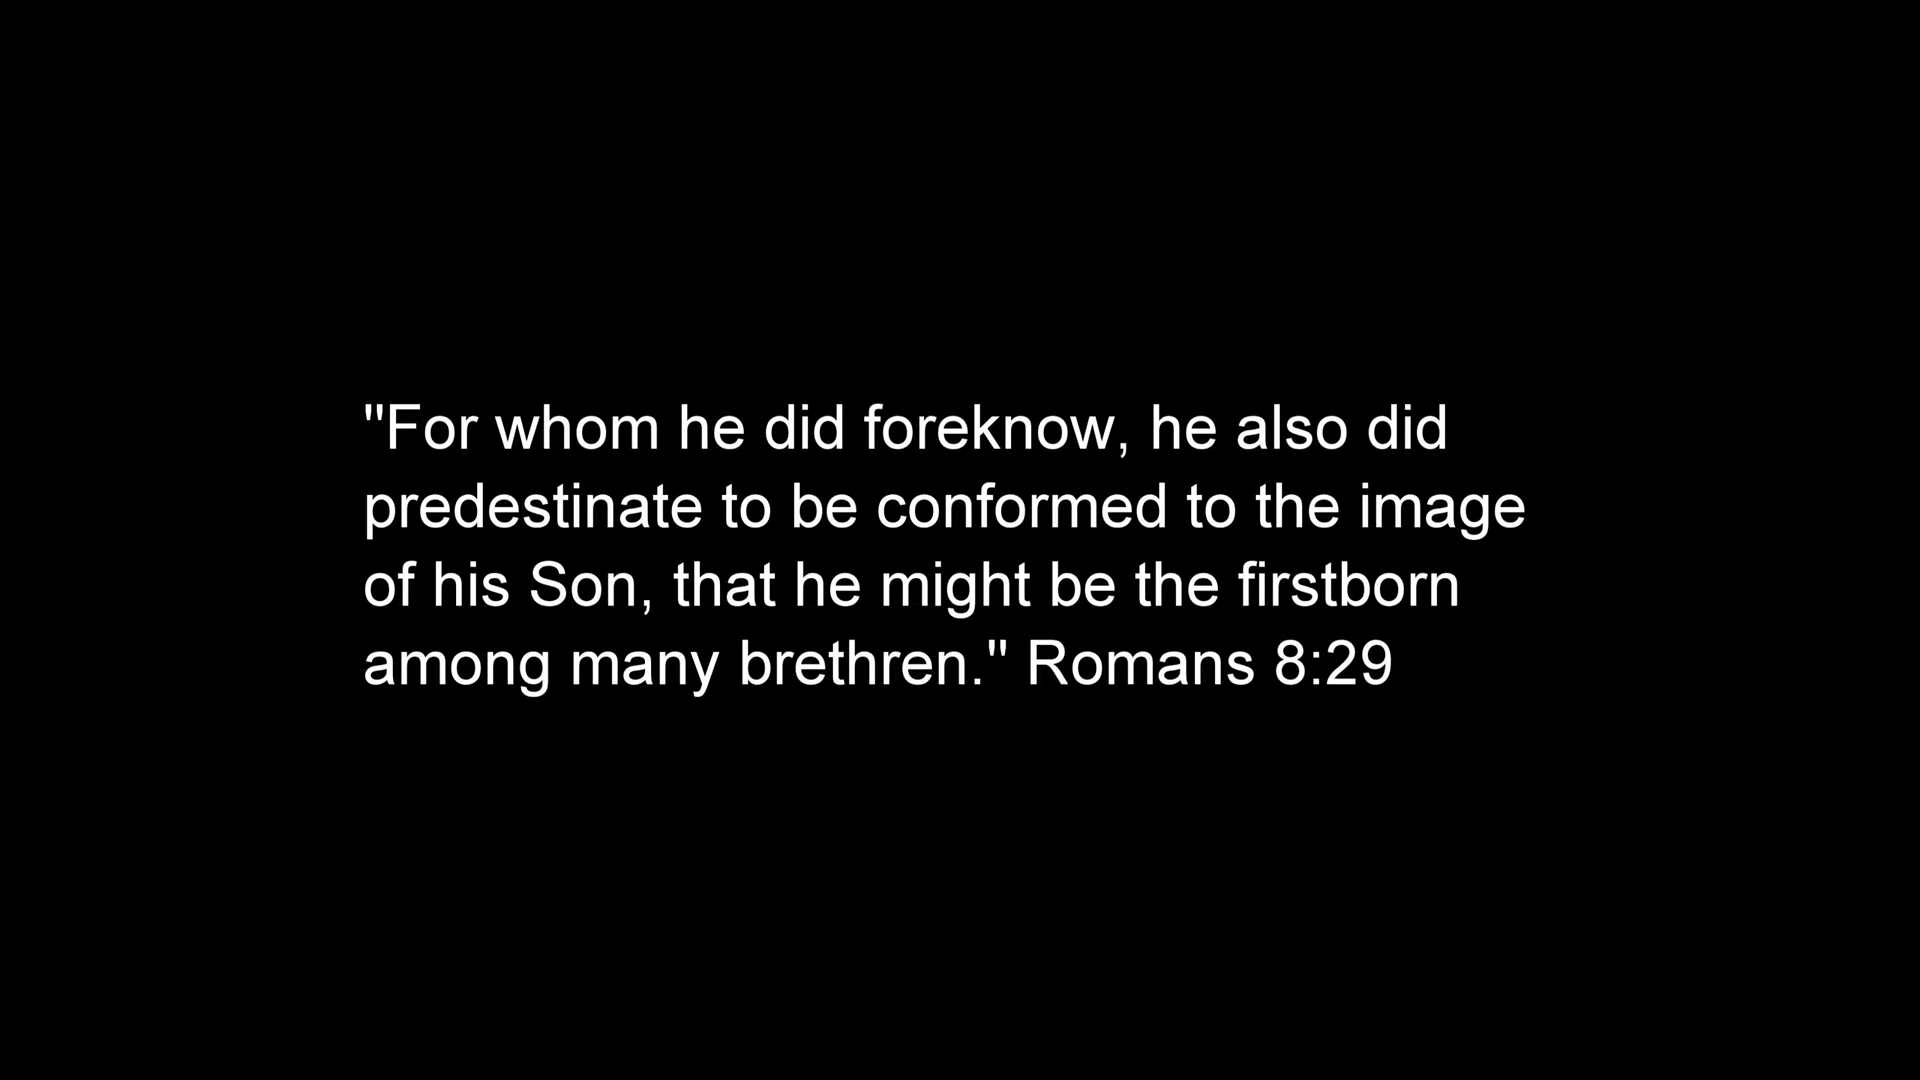 "For whom he did foreknow, he also did
predestinate to be conformed to the image
of his Son, that he might be the firstborn
among many brethren." Romans 8:29